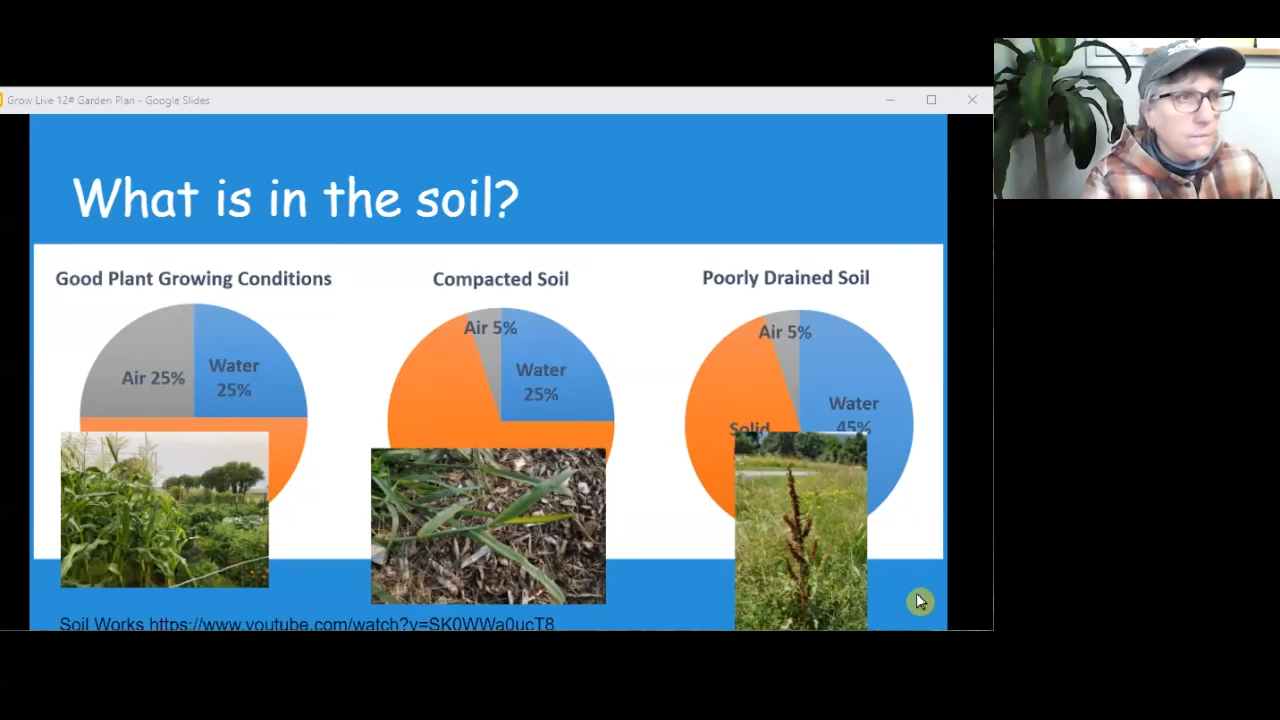 Grow Live 12# Garden Plan - Google Slides
What is in the soil?
Good Plant Growing Conditions
Compacted Soil
Poorly Drained Soil
Air 25%
Water
25%
Air 5%
Water
25%
Air 5%
Water
45%
Solid
Soil Works https://www.youtube.com/watch?v=SK0WWa0ucT8